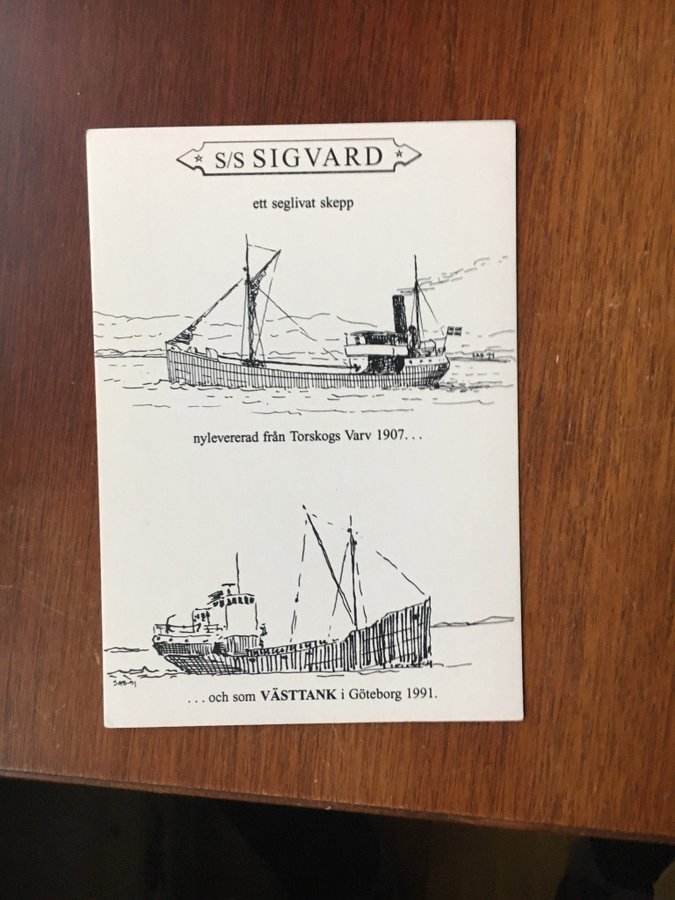 S/S SIGVARD
ett seglivat skepp
nylevererad från Torskogs Varv 1907. . .
. . . och som VÄSTTANK i Göteborg 1991.